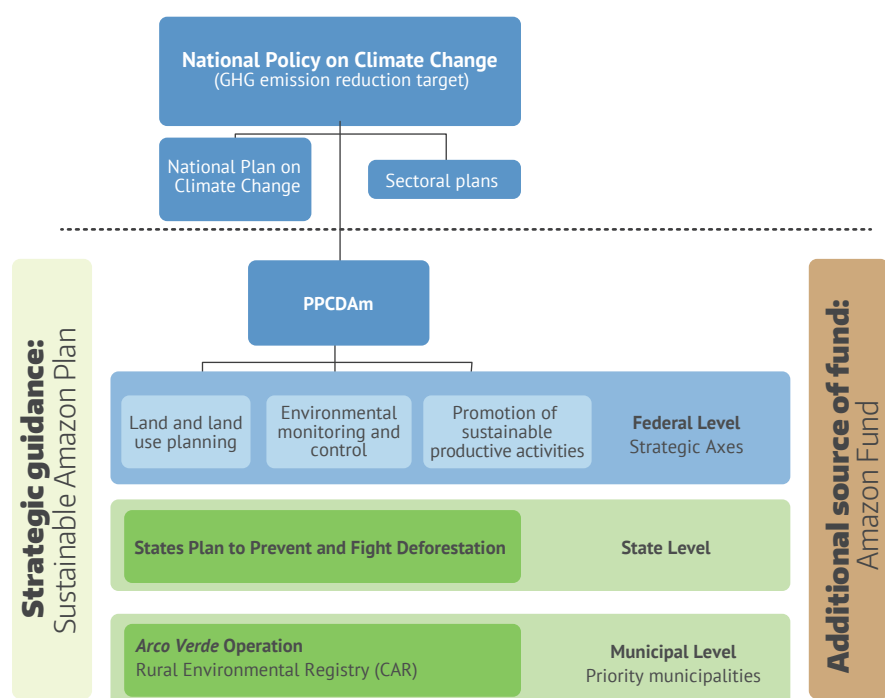 National Policy on Climate Change
(GHG emission reduction target)
National Plan on
Climate Change
Sectoral plans
Strategic guidance:
Sustainable Amazon Plan
PPCDAm
Land and land
use planning
Environmental
monitoring and
control
Promotion of
sustainable
productive activities
Federal Level
Strategic Axes
States Plan to Prevent and Fight Deforestation
State Level
Arco Verde Operation
Rural Environmental Registry (CAR)
Municipal Level
Priority municipalities
Additional source of fund:
Amazon Fund